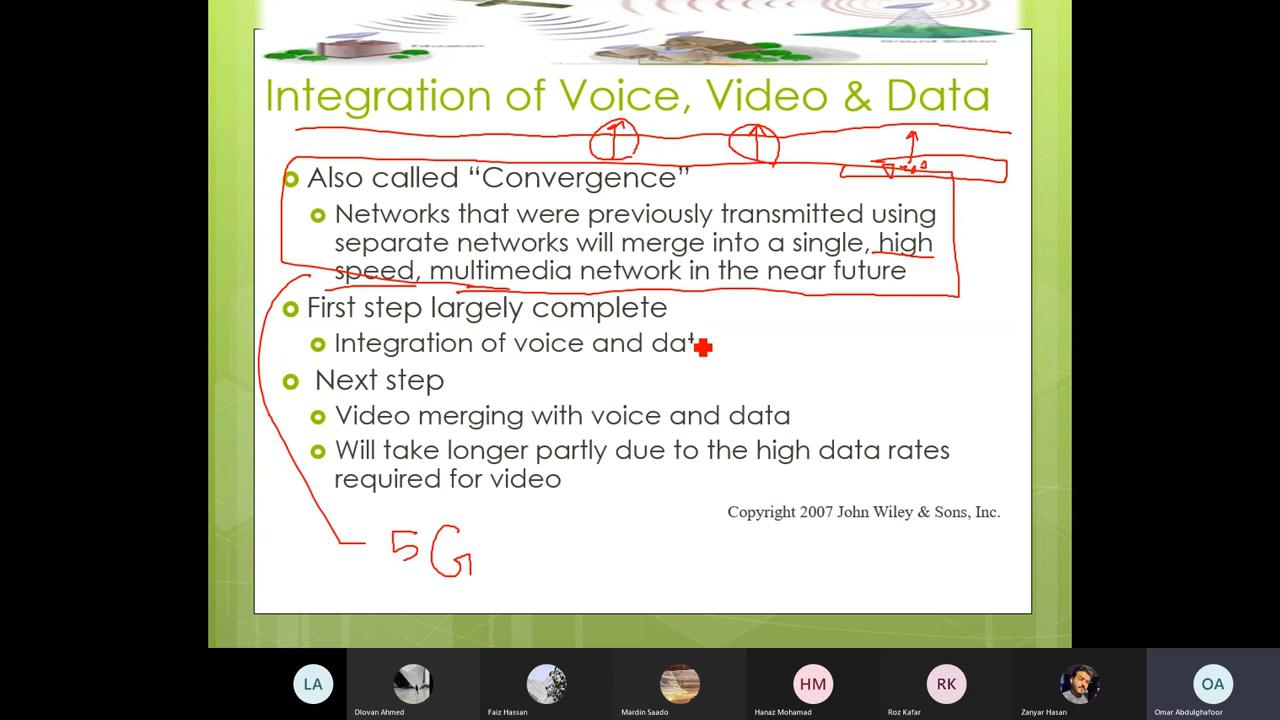 Education
Ground Station
Integration of Voice, Video & Data
Also called “Convergence”
Networks that were previously transmitted using
separate networks will merge into a single, high
speed, multimedia network in the near future
First step largely complete
Integration of voice and dat
Next step
Video merging with voice and data
Will take longer partly due to the high data rates
required for video
Copyright 2007 John Wiley & Sons, Inc.
5G
LA
HM
RK
OA
Dlovan Ahmed
Faiz Hassan
Mardin Saado
Hanaz Mohamad
Roz Kafar
Zanyar Hasan
Omar Abdulghafoor